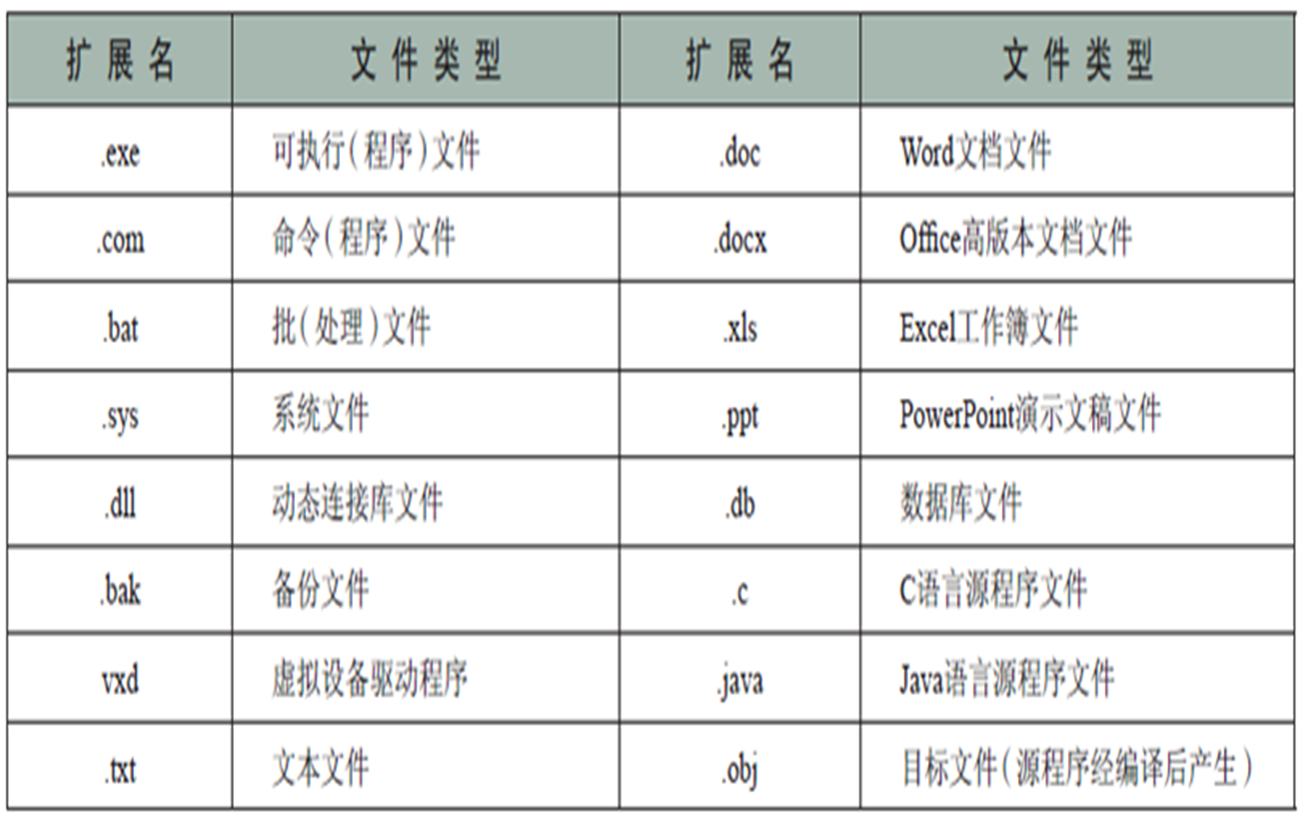 扩展名 文件类型 扩展名 文件类型
.exe 可执行(程序)文件 .doc Word文档文件
.com 命令(程序)文件 .docx Office高版本文档文件
.bat 批(处理)文件 .xls Excel工作簿文件
.sys 系统文件 .ppt PowerPoint演示文稿文件
.dll 动态连接库文件 .db 数据库文件
.bak 备份文件 .c C语言源程序文件
vxd 虚拟设备驱动程序 .java Java语言源程序文件
.txt 文本文件 .obj 目标文件(源程序经编译后产生)